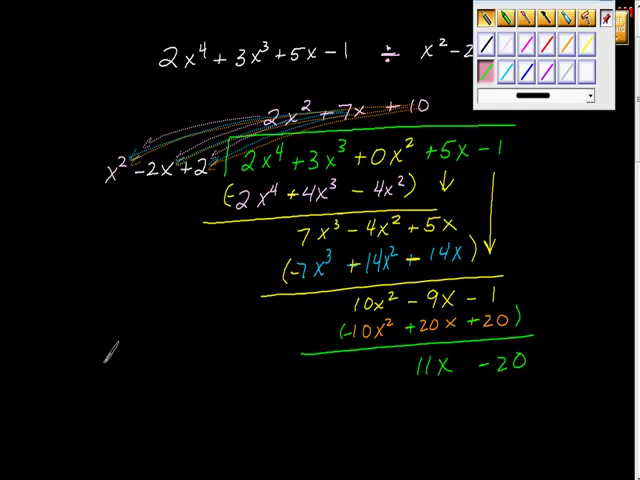 2x⁴ + 3x³ + 5x - 1 ÷ x² - 2
2x² + 7x + 10
x² - 2x + 2 2x⁴ + 3x³ + 0x² + 5x - 1
(-2x⁴ + 4x³ - 4x²)
7x³ - 4x² + 5x
(-7x³ + 14x² - 14x)
10x² - 9x - 1
(-10x² + 20x + 20)
11x - 20